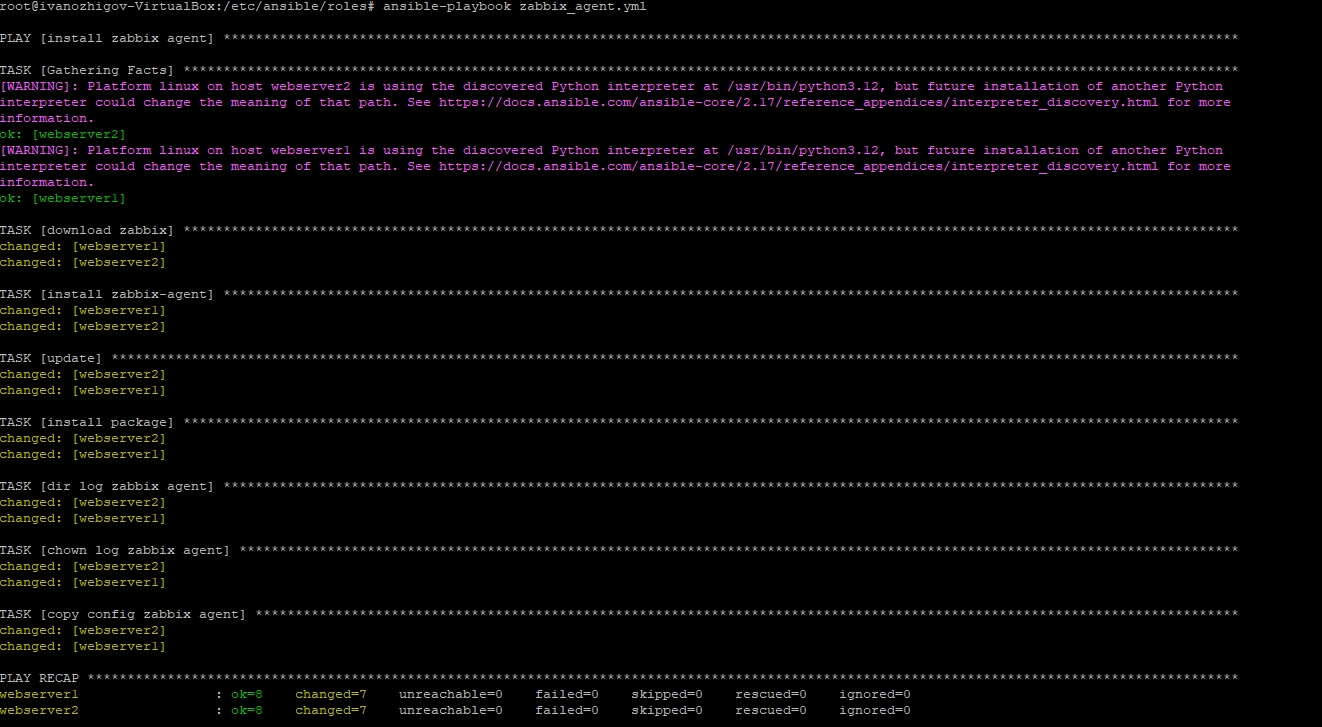 root@ivanozhigov-VirtualBox:/etc/ansible/roles# ansible-playbook zabbix_agent.yml
PLAY [install zabbix agent] *******************************************************************************************************************************
TASK [Gathering Facts] ************************************************************************************************************************************
[WARNING]: Platform linux on host webserver2 is using the discovered Python interpreter at /usr/bin/python3.12, but future installation of another Python
interpreter could change the meaning of that path. See https://docs.ansible.com/ansible-core/2.17/reference_appendices/interpreter_discovery.html for more
information.
ok: [webserver2]
[WARNING]: Platform linux on host webserver1 is using the discovered Python interpreter at /usr/bin/python3.12, but future installation of another Python
interpreter could change the meaning of that path. See https://docs.ansible.com/ansible-core/2.17/reference_appendices/interpreter_discovery.html for more
information.
ok: [webserver1]
TASK [download zabbix] ************************************************************************************************************************************
changed: [webserver1]
changed: [webserver2]
TASK [install zabbix-agent] *******************************************************************************************************************************
changed: [webserver1]
changed: [webserver2]
TASK [update] *********************************************************************************************************************************************
changed: [webserver2]
changed: [webserver1]
TASK [install package] ************************************************************************************************************************************
changed: [webserver2]
changed: [webserver1]
TASK [dir log zabbix agent] *******************************************************************************************************************************
changed: [webserver2]
changed: [webserver1]
TASK [chown log zabbix agent] *****************************************************************************************************************************
changed: [webserver2]
changed: [webserver1]
TASK [copy config zabbix agent] ***************************************************************************************************************************
changed: [webserver2]
changed: [webserver1]
PLAY RECAP ************************************************************************************************************************************************
webserver1                 : ok=8    changed=7    unreachable=0    failed=0    skipped=0    rescued=0    ignored=0
webserver2                 : ok=8    changed=7    unreachable=0    failed=0    skipped=0    rescued=0    ignored=0